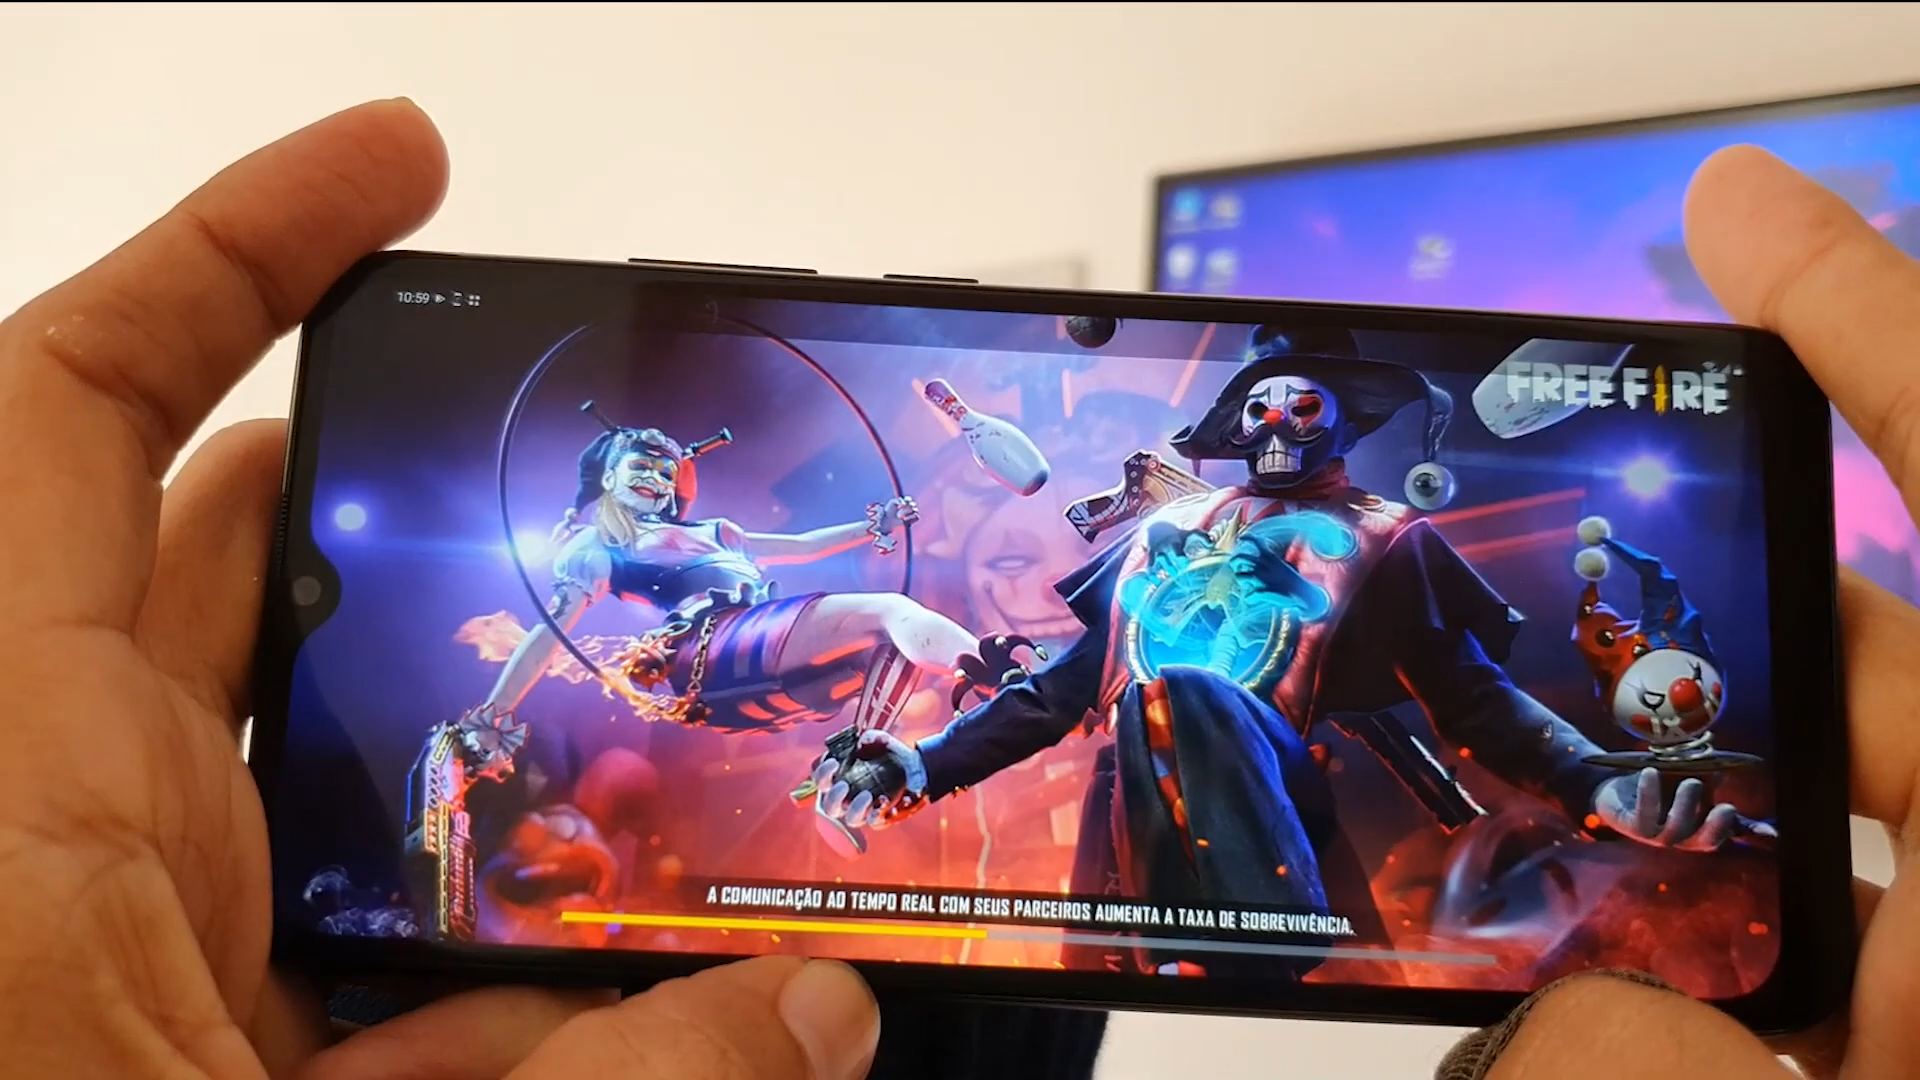 10:59
FREE FIRE
A COMUNICAÇÃO AO TEMPO REAL COM SEUS PARCEIROS AUMENTA A TAXA DE SOBREVIVÊNCIA.